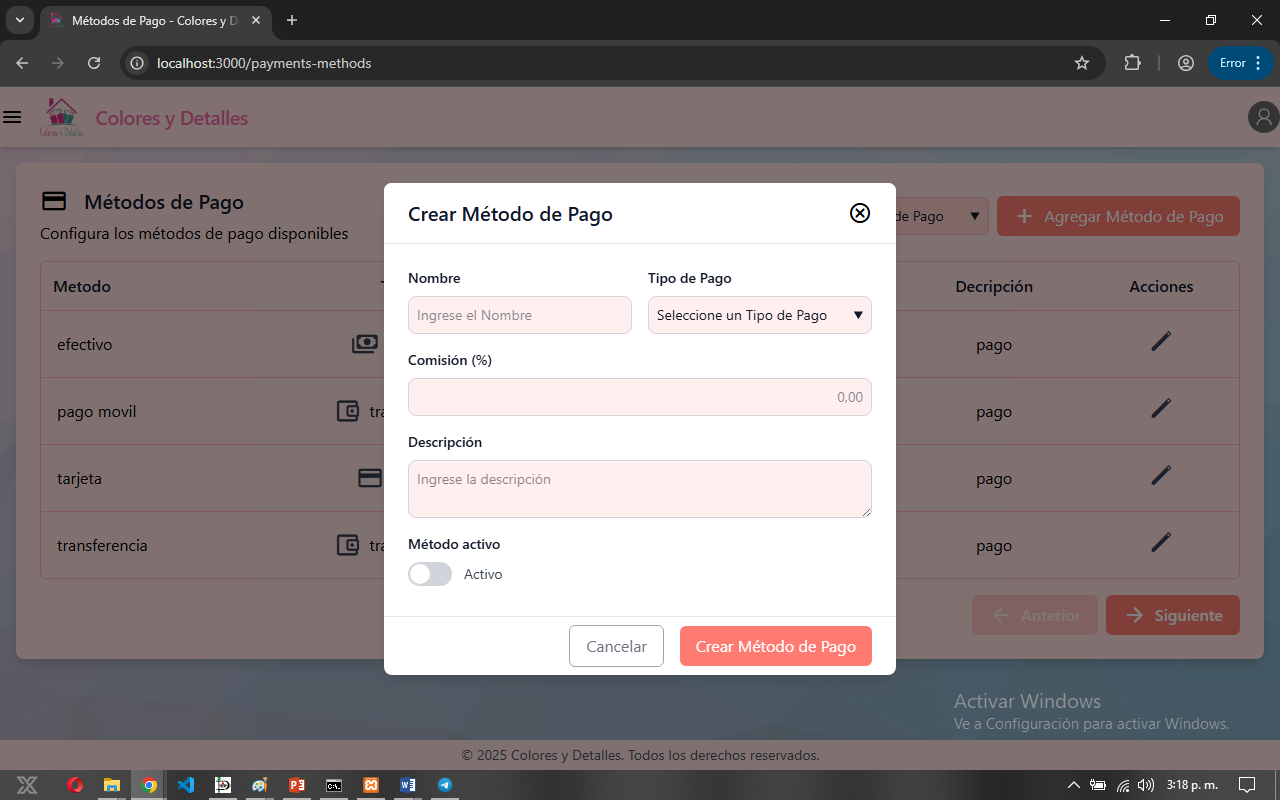 Métodos de Pago - Colores y D
localhost:3000/payments-methods
Error
Colores y Detalles
Colores y Detalles
Métodos de Pago
Configura los métodos de pago disponibles
de Pago
Agregar Método de Pago
Metodo
Decripción
Acciones
efectivo
pago
pago movil
tra
pago
tarjeta
pago
transferencia
tra
pago
Anterior
Siguiente
Crear Método de Pago
Nombre
Tipo de Pago
Ingrese el Nombre
Seleccione un Tipo de Pago
Comisión (%)
0,00
Descripción
Ingrese la descripción
Método activo
Activo
Cancelar
Crear Método de Pago
Activar Windows
Ve a Configuración para activar Windows.
© 2025 Colores y Detalles. Todos los derechos reservados.
3:18 p. m.